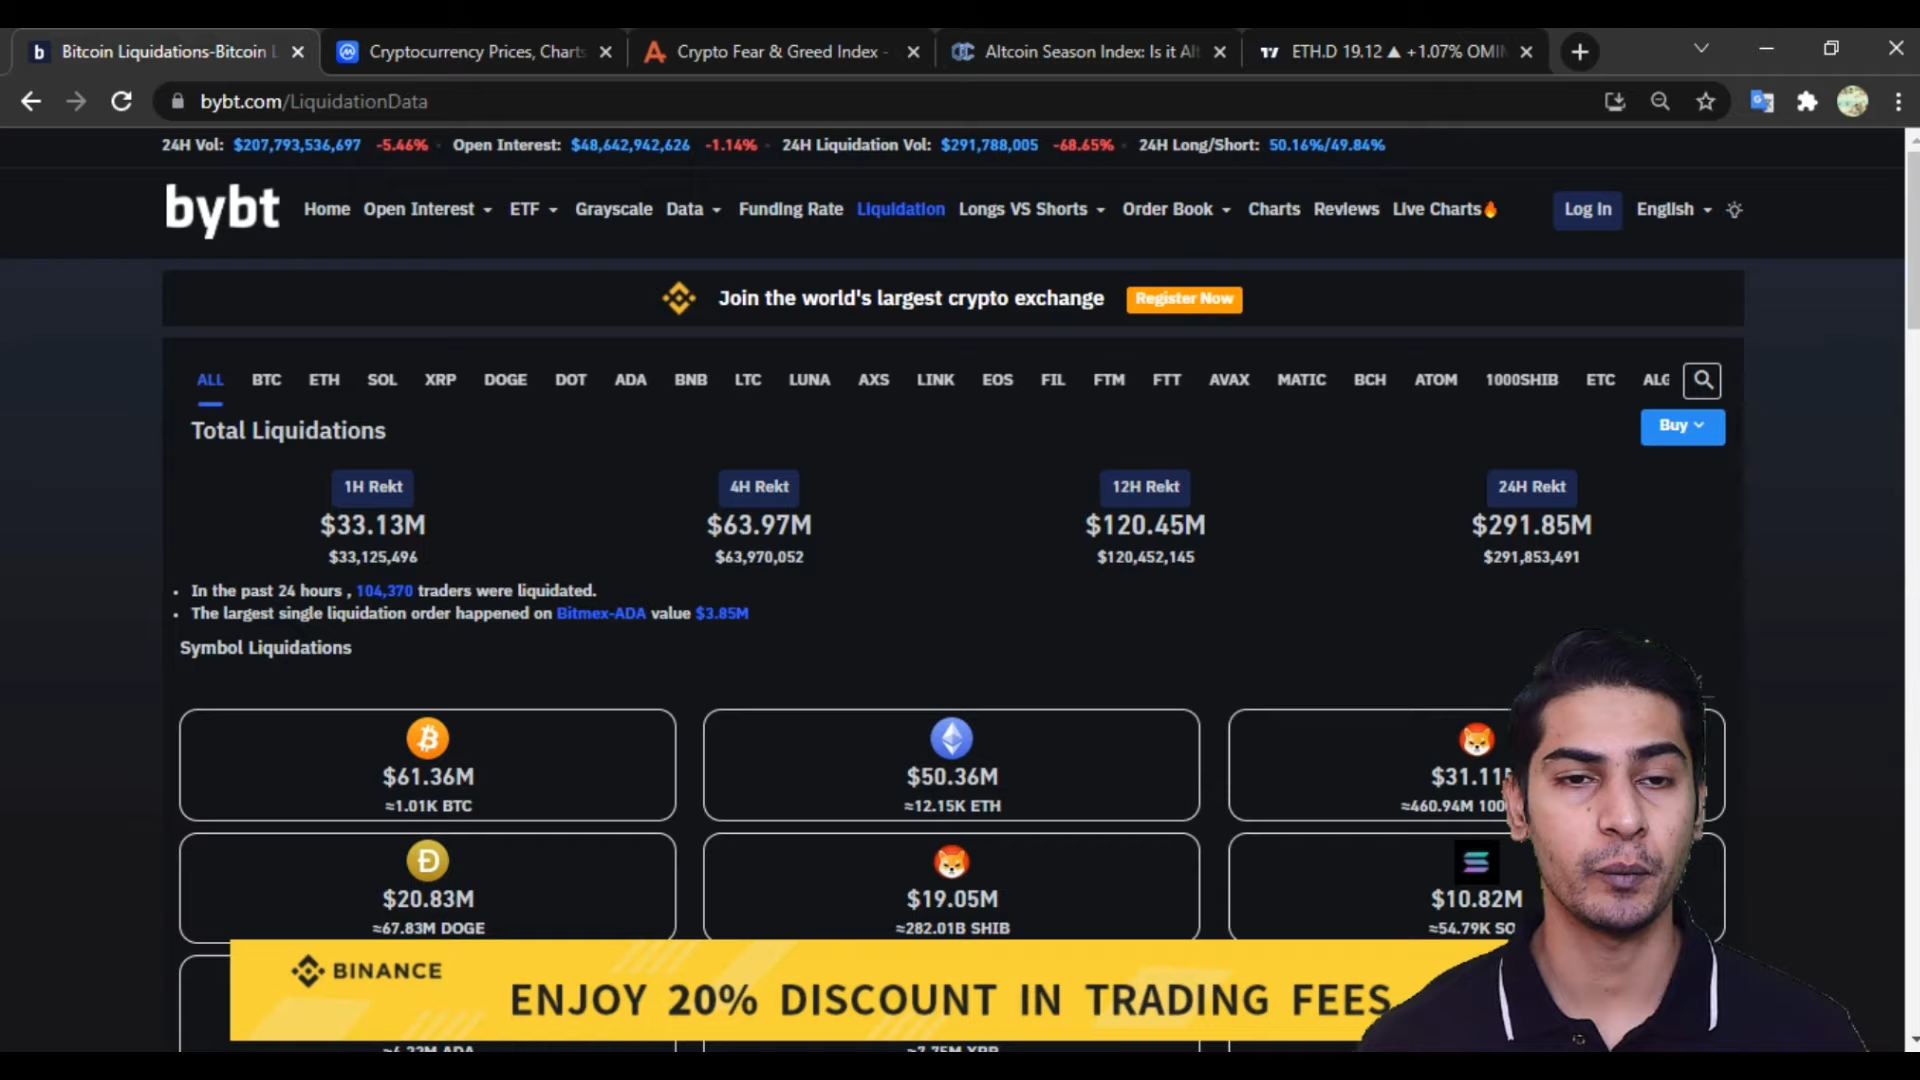 b Bitcoin Liquidations-Bitcoin L Cryptocurrency Prices, Charts Crypto Fear & Greed Index - Altcoin Season Index: Is it Alt ETH.D 19.12 ▲ +1.07% OMIN
bybt.com/LiquidationData
24H Vol: $207,793,536,697 -5.46% Open Interest: $48,642,942,626 -1.14% 24H Liquidation Vol: $291,788,005 -68.65% 24H Long/Short: 50.16%/49.84%
bybt Home Open Interest ETF Grayscale Data Funding Rate Liquidation Longs VS Shorts Order Book Charts Reviews Live Charts Log In English
Join the world's largest crypto exchange Register Now
ALL BTC ETH SOL XRP DOGE DOT ADA BNB LTC LUNA AXS LINK EOS FIL FTM FTT AVAX MATIC BCH ATOM 1000SHIB ETC ALG
Total Liquidations Buy
1H Rekt 4H Rekt 12H Rekt 24H Rekt
$33.13M $63.97M $120.45M $291.85M
$33,125,496 $63,970,052 $120,452,145 $291,853,491
• In the past 24 hours , 104,370 traders were liquidated.
• The largest single liquidation order happened on Bitmex-ADA value $3.85M
Symbol Liquidations
$61.36M $50.36M $31.11
≈1.01K BTC ≈12.15K ETH ≈460.94M 100
$20.83M $19.05M $10.82M
≈67.83M DOGE ≈282.01B SHIB ≈54.79K SO
BINANCE
ENJOY 20% DISCOUNT IN TRADING FEES